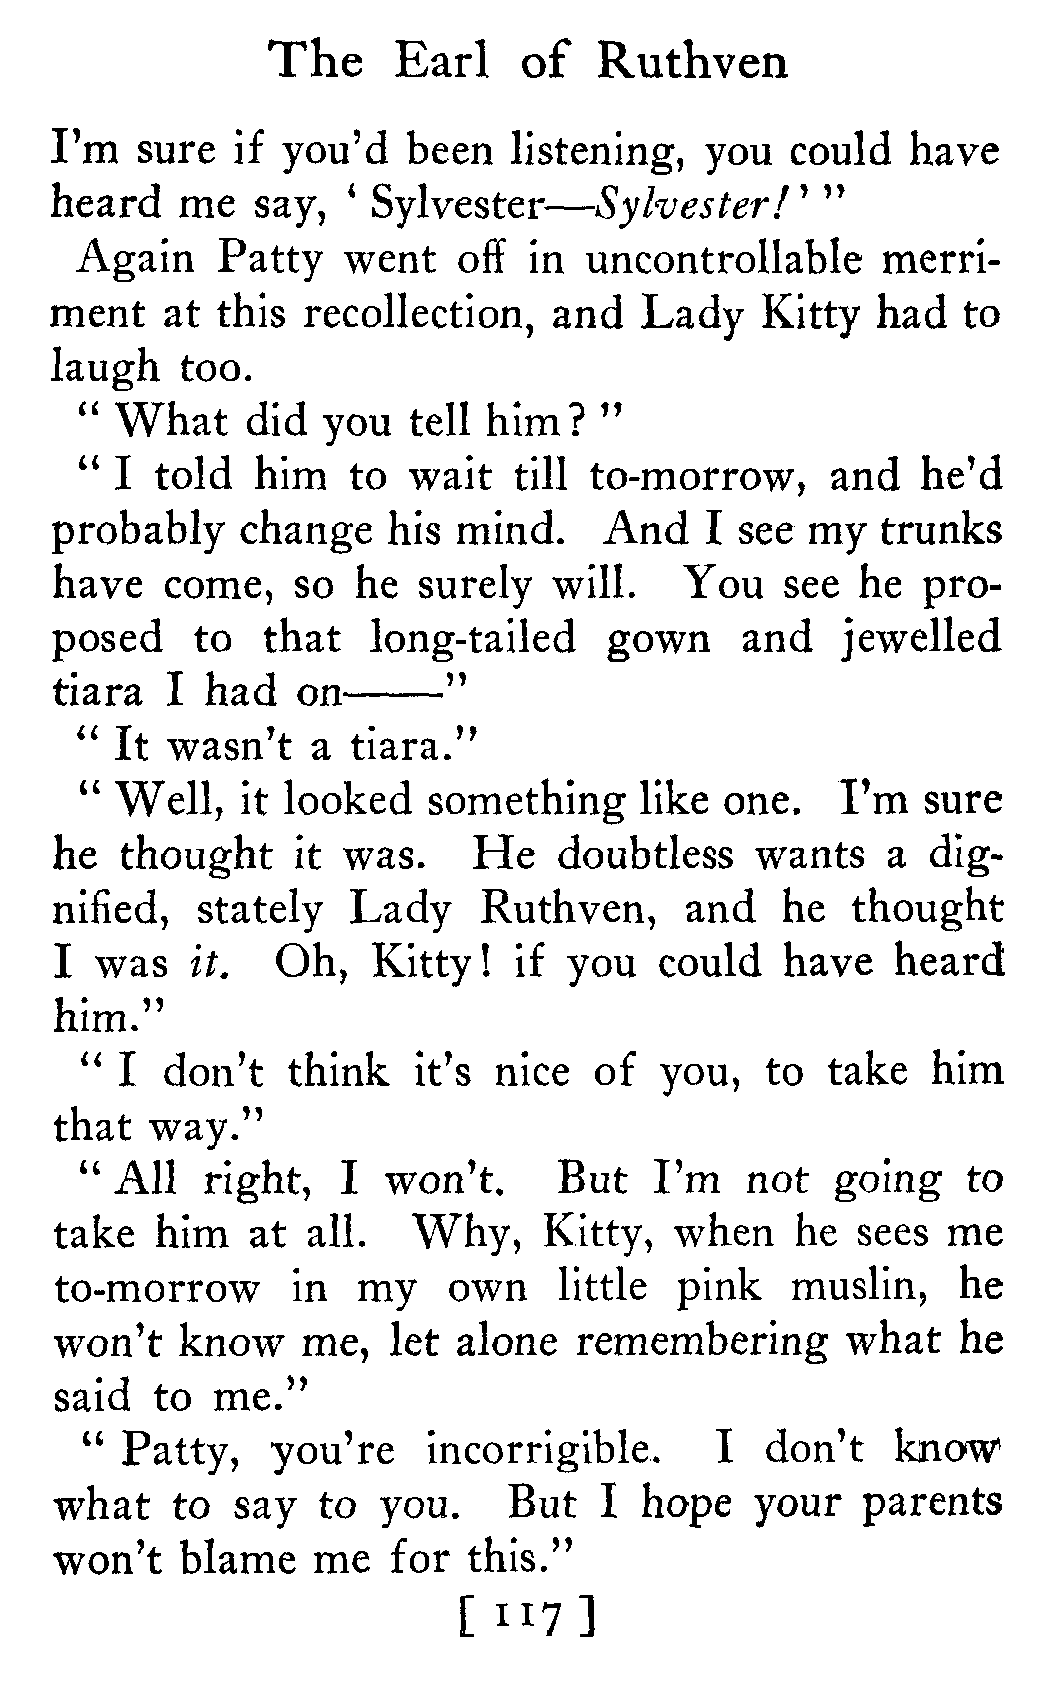 The Earl of Ruthven
I'm sure if you'd been listening, you could have
heard me say, ‘ Sylvester—Sylvester! ’ ”
Again Patty went off in uncontrollable merri-
ment at this recollection, and Lady Kitty had to
laugh too.
“ What did you tell him? ”
“ I told him to wait till to-morrow, and he'd
probably change his mind. And I see my trunks
have come, so he surely will. You see he pro-
posed to that long-tailed gown and jewelled
tiara I had on——”
“ It wasn't a tiara.”
“ Well, it looked something like one. I'm sure
he thought it was. He doubtless wants a dig-
nified, stately Lady Ruthven, and he thought
I was it. Oh, Kitty! if you could have heard
him.”
“ I don't think it's nice of you, to take him
that way.”
“ All right, I won't. But I'm not going to
take him at all. Why, Kitty, when he sees me
to-morrow in my own little pink muslin, he
won't know me, let alone remembering what he
said to me.”
“ Patty, you're incorrigible. I don't know
what to say to you. But I hope your parents
won't blame me for this.”
[ 117 ]